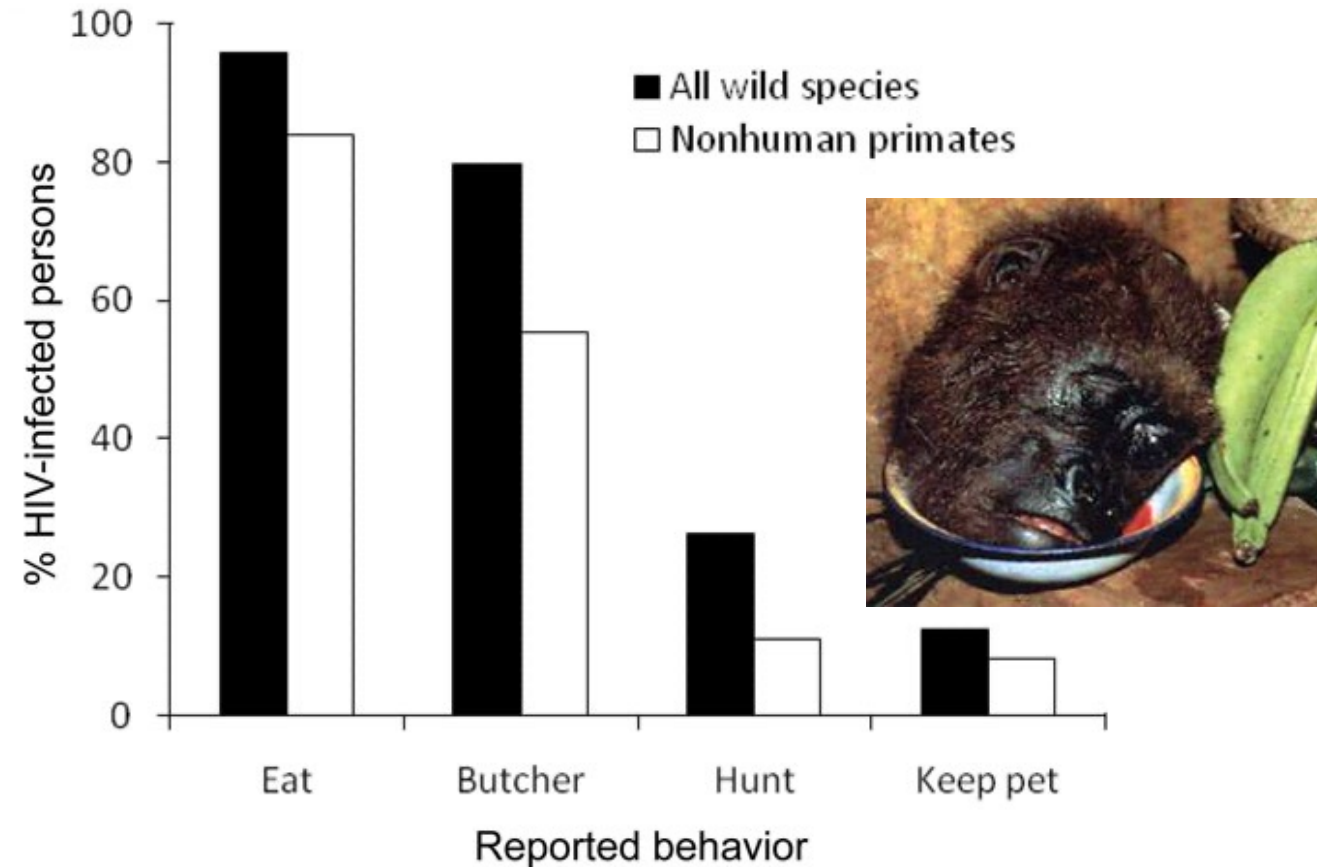 100
80
60
40
20
0
% HIV-infected persons
All wild species
Nonhuman primates
Eat Butcher Hunt Keep pet
Reported behavior